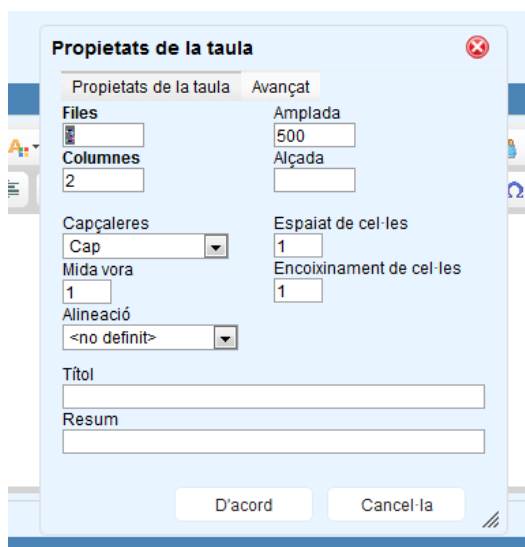 Propietats de la taula
Propietats de la taula Avançat
Files Amplada
500
Columnes Alçada
2
Capçaleres Espaiat de cel·les
Cap 1
Mida vora Encoixinament de cel·les
1 1
Alineació
<no definit>
Títol
Resum
D'acord Cancel·la